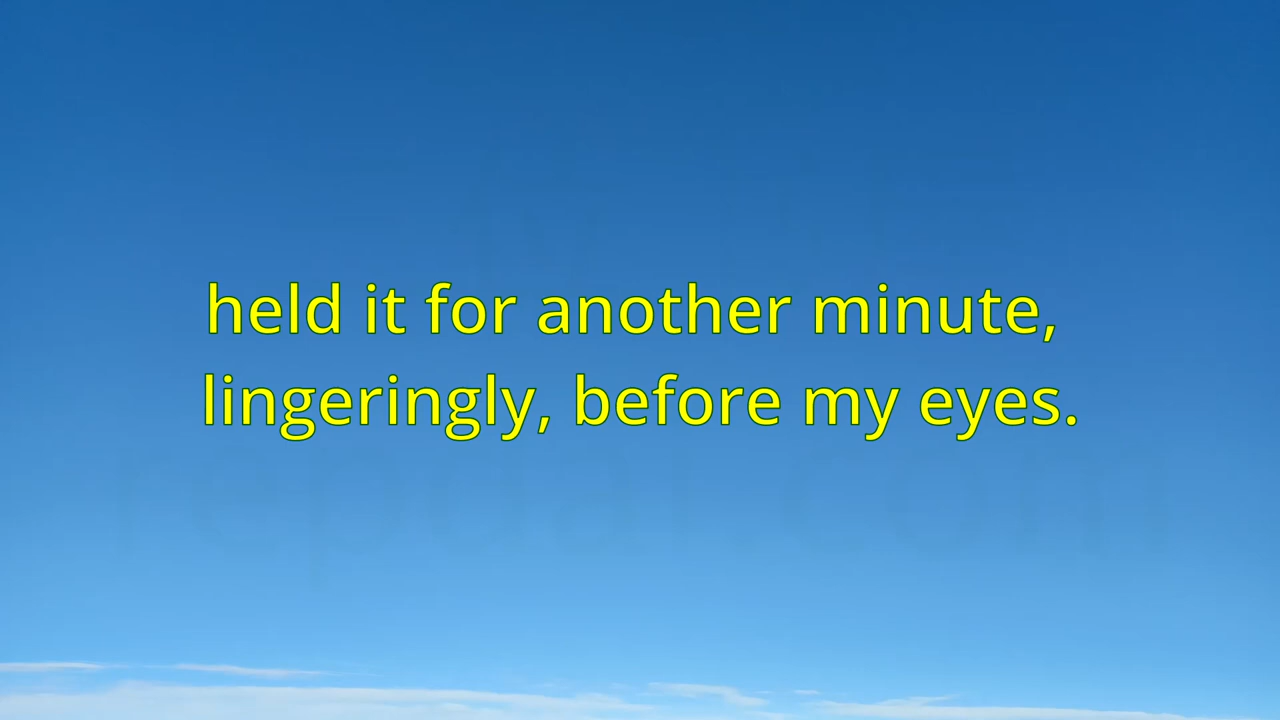 held it for another minute,
lingeringly, before my eyes.